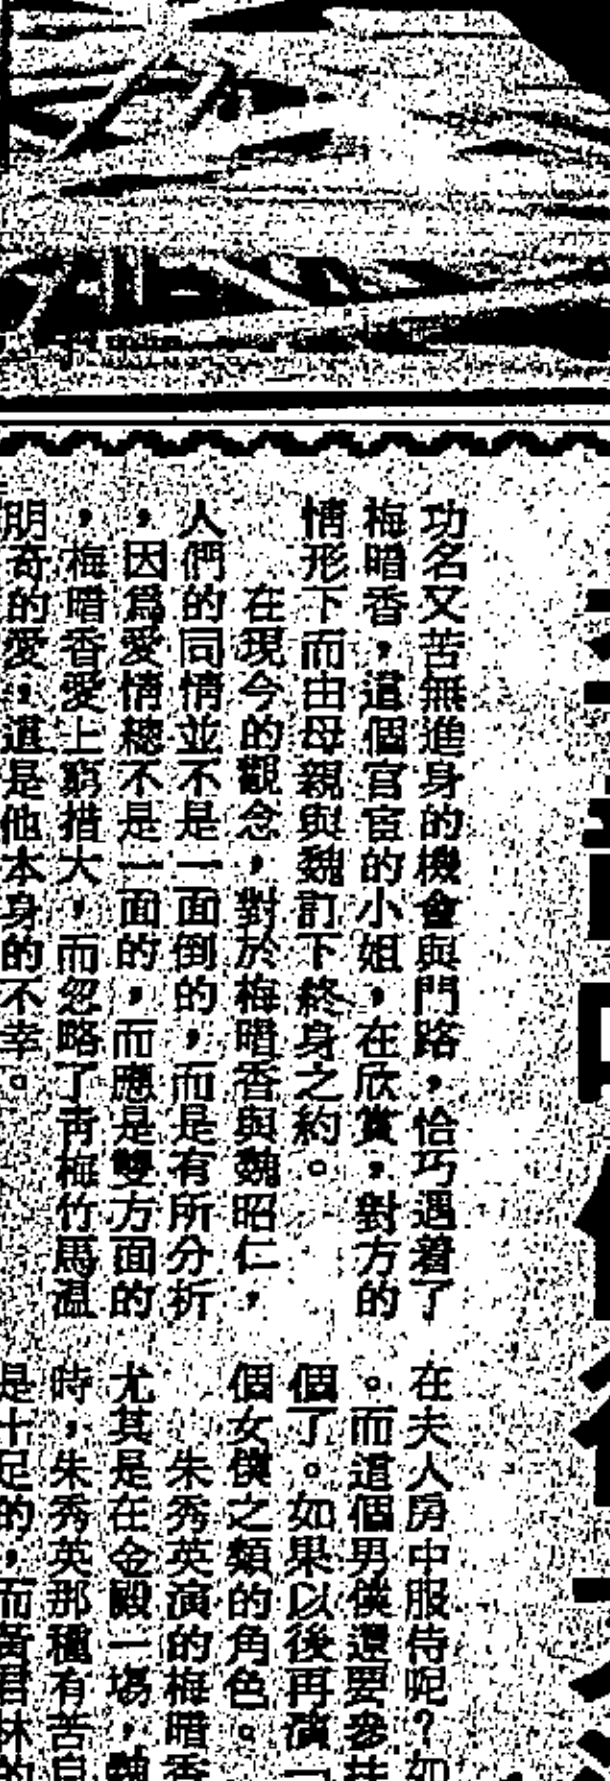 功名又苦無進身的機會與門路，恰巧遇着了
梅暗香，這個官宦的小姐，在欣賞，對方的
情形下而由母親與魏訂下終身之約。
在現今的觀念，對於梅暗香與魏昭仁，
人們的同情並不是一面倒的，而是有所分析
，因爲愛情總不是一面的，而應是雙方面的
，梅暗香愛上窮措大，而忽略了青梅竹馬溫
朋奇的愛；這是他本身的不幸。
在夫人房中服侍呢？如
。而這個男僕還要參
個了。如果以後再演一
個女僕之類的角色。
朱秀英演的梅暗香
尤其是在金殿一場，魏
時，朱秀英那種有苦自
是十足的，而黃君林的